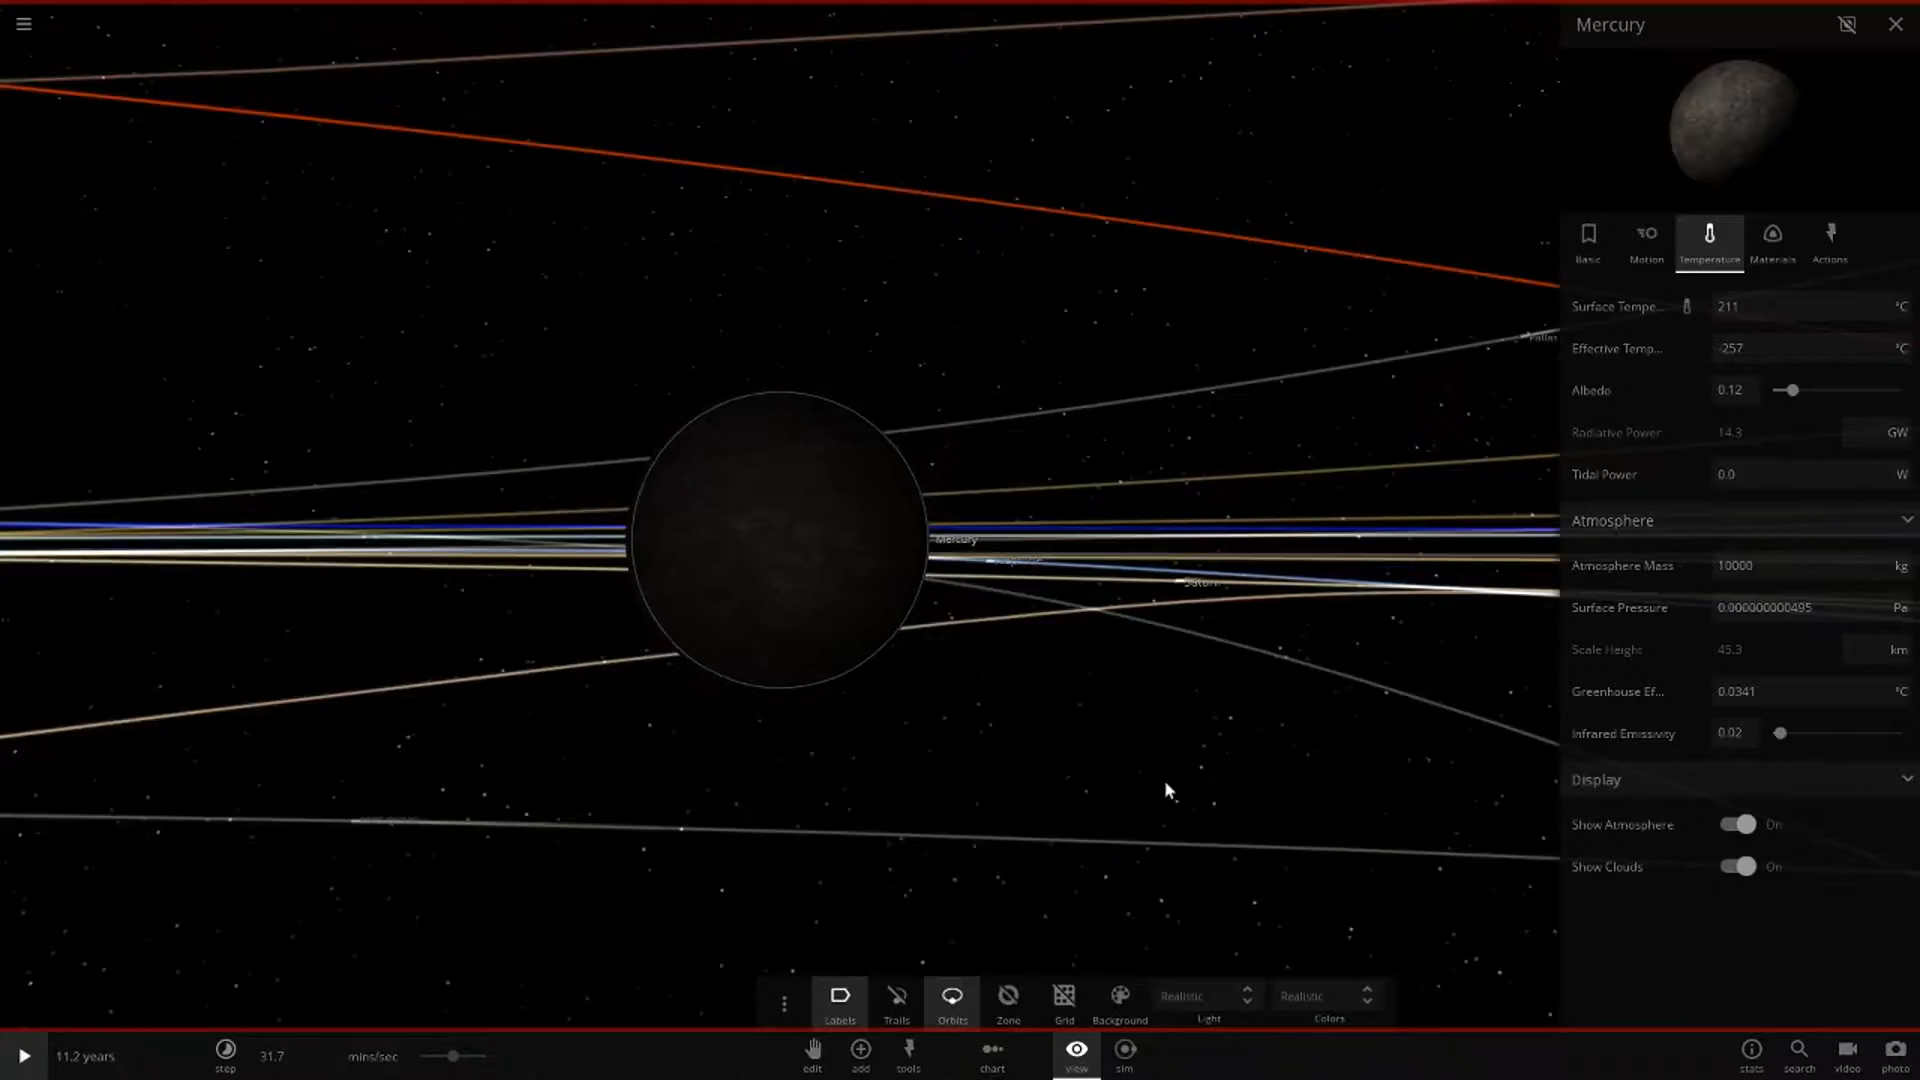 Mercury
Basic
Motion
Temperature
Materials
Actions
Surface Tempe... 211 °C
Effective Temp... -257 °C
Albedo 0.12
Radiative Power 14.3 GW
Tidal Power 0.0 W
Atmosphere
Atmosphere Mass 10000 kg
Surface Pressure 0.000000000495 Pa
Scale Height 45.3 km
Greenhouse Ef... 0.0341 °C
Infrared Emissivity 0.02
Display
Show Atmosphere On
Show Clouds On
Pallas
Mercury
Saturn
Labels
Trails
Orbits
Zone
Grid
Background
Realistic
Light
Realistic
Colors
11.2 years
step
31.7 mins/sec
edit
add
tools
chart
view
sim
stats
search
video
photo